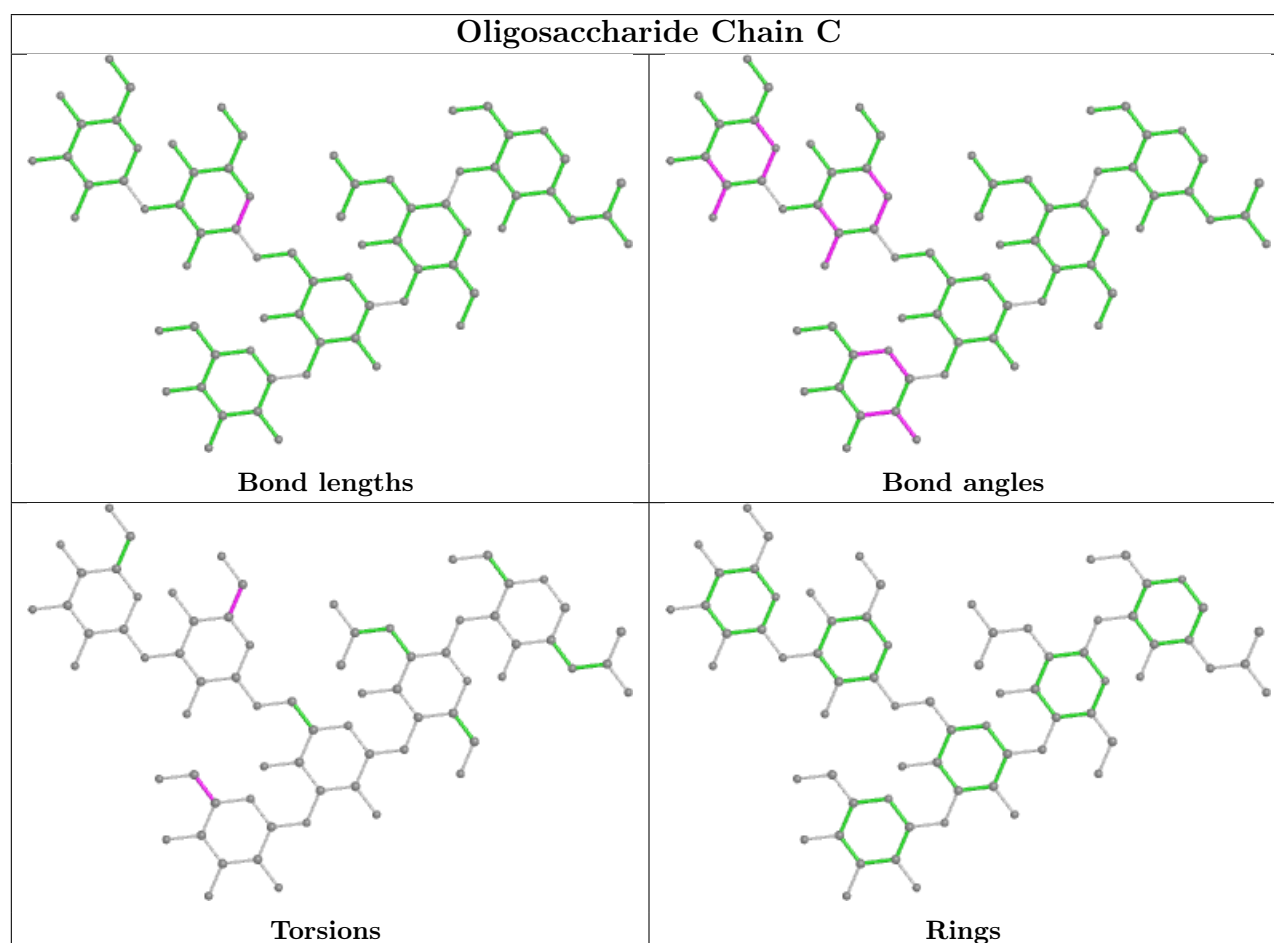 Oligosaccharide Chain C
Bond lengths
Bond angles
Torsions
Rings